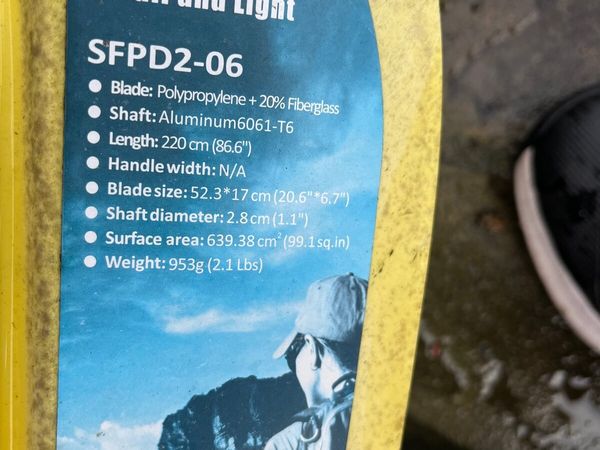 and Light
SFPD2-06
Blade: Polypropylene + 20% Fiberglass
Shaft: Aluminum6061-T6
Length: 220 cm (86.6")
Handle width: N/A
Blade size: 52.3*17 cm (20.6"*6.7")
Shaft diameter: 2.8 cm (1.1")
Surface area: 639.38 cm² (99.1 sq.in)
Weight: 953g (2.1 Lbs)